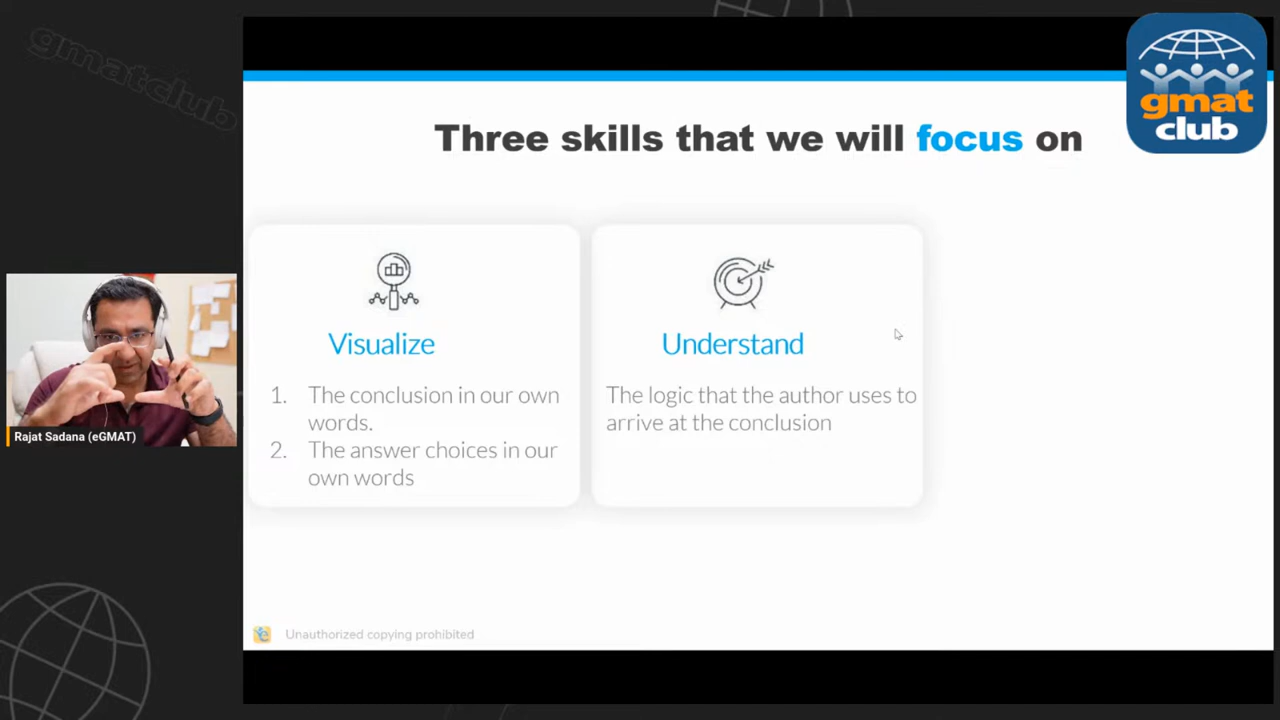 gmatclub
gmat
club
Three skills that we will focus on
Visualize
1. The conclusion in our own
words.
2. The answer choices in our
own words
Understand
The logic that the author uses to
arrive at the conclusion
Rajat Sadana (eGMAT)
Unauthorized copying prohibited